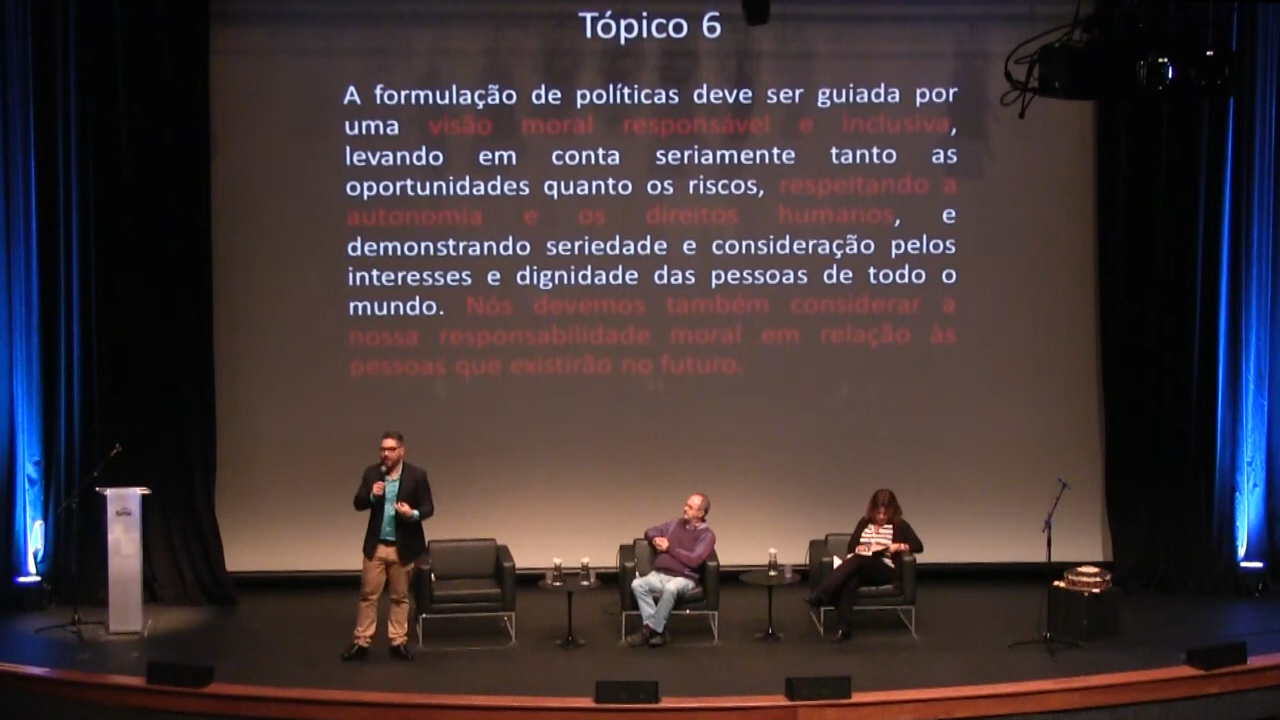 Tópico 6
A formulação de políticas deve ser guiada por
uma visão moral responsável e inclusiva,
levando em conta seriamente tanto as
oportunidades quanto os riscos, respeitando a
autonomia e os direitos humanos, e
demonstrando seriedade e consideração pelos
interesses e dignidade das pessoas de todo o
mundo. Nós devemos também considerar a
nossa responsabilidade moral em relação às
pessoas que existirão no futuro.